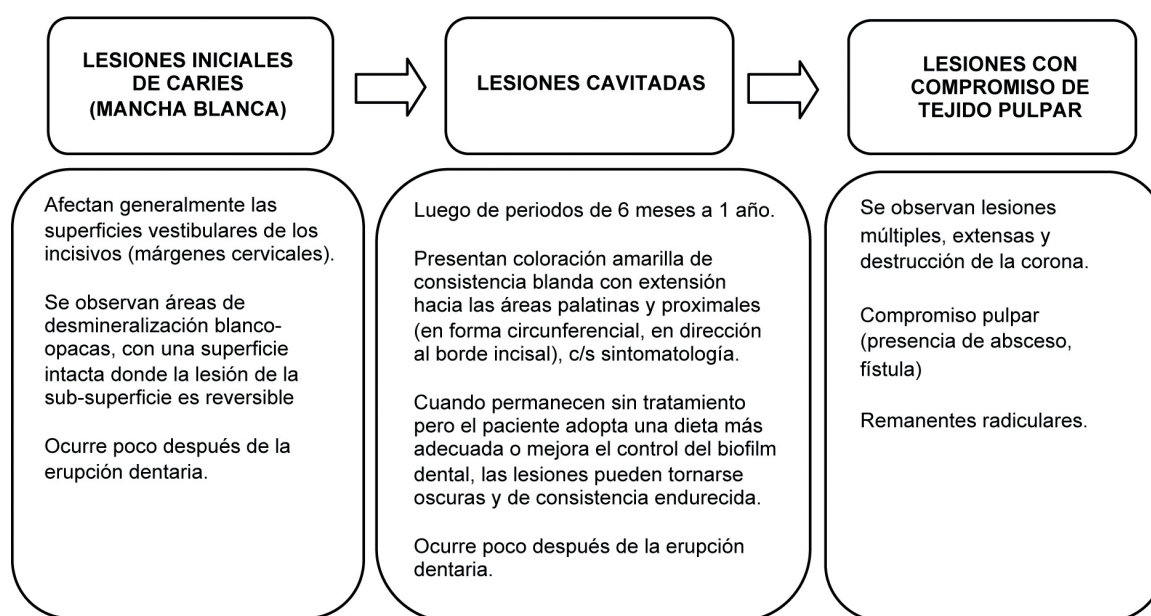 LESIONES INICIALES
DE CARIES
(MANCHA BLANCA)
LESIONES CAVITADAS
LESIONES CON
COMPROMISO DE
TEJIDO PULPAR
Afectan generalmente las
superficies vestibulares de los
incisivos (márgenes cervicales).
Se observan áreas de
desmineralización blanco-
opacas, con una superficie
intacta donde la lesión de la
sub-superficie es reversible
Ocurre poco después de la
erupción dentaria.
Luego de periodos de 6 meses a 1 año.
Presentan coloración amarilla de
consistencia blanda con extensión
hacia las áreas palatinas y proximales
(en forma circunferencial, en dirección
al borde incisal), c/s sintomatología.
Cuando permanecen sin tratamiento
pero el paciente adopta una dieta más
adecuada o mejora el control del biofilm
dental, las lesiones pueden tornarse
oscuras y de consistencia endurecida.
Ocurre poco después de la erupción
dentaria.
Se observan lesiones
múltiples, extensas y
destrucción de la corona.
Compromiso pulpar
(presencia de absceso,
fístula)
Remanentes radiculares.